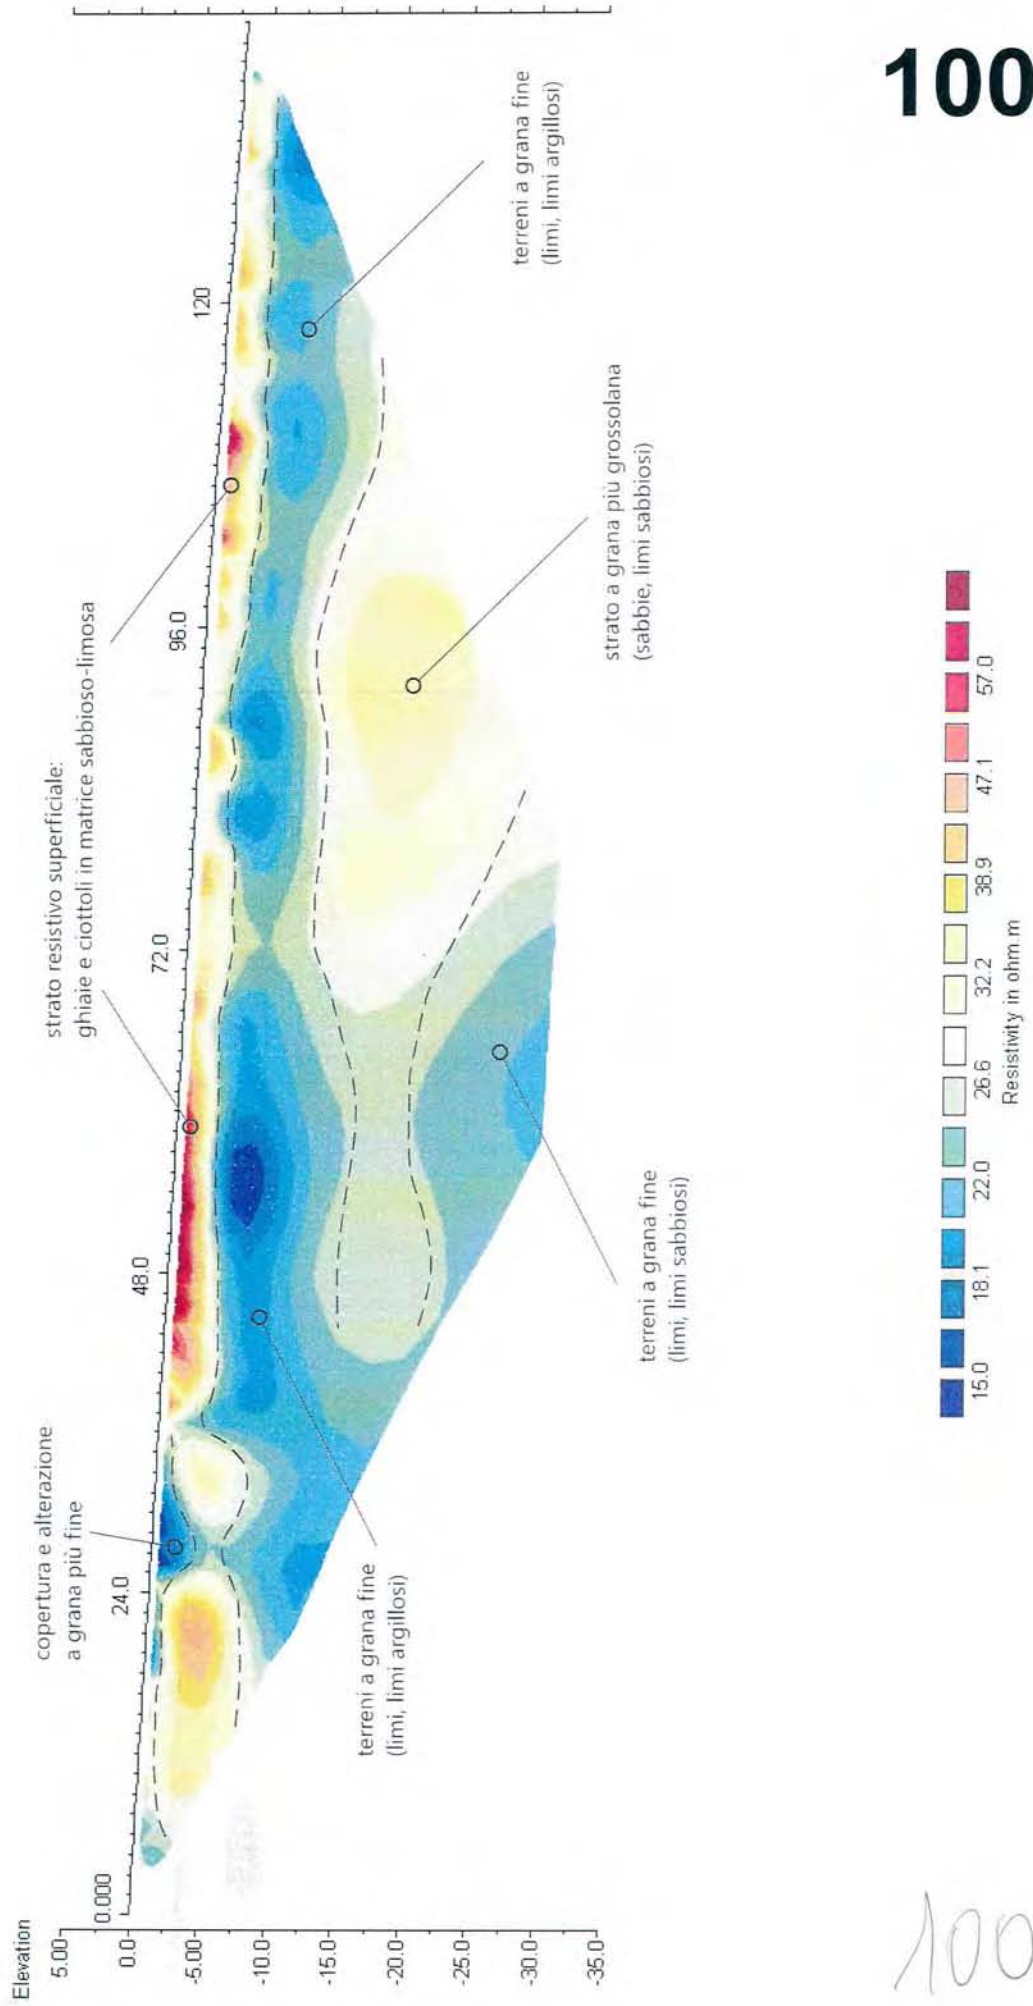 Elevation
5.00
0.0
-5.00
-10.0
-15.0
-20.0
-25.0
-30.0
-35.0
0.000
24.0
48.0
72.0
96.0
120
copertura e alterazione
a grana più fine
strato resistivo superficiale:
ghiaie e ciottoli in matrice sabbioso-limosa
terreni a grana fine
(limi, limi argillosi)
terreni a grana fine
(limi, limi sabbiosi)
strato a grana più grossolana
(sabbie, limi sabbiosi)
terreni a grana fine
(limi, limi argillosi)
15.0
18.1
22.0
26.6
32.2
38.9
47.1
57.0
Resistivity in ohm.m
100
100